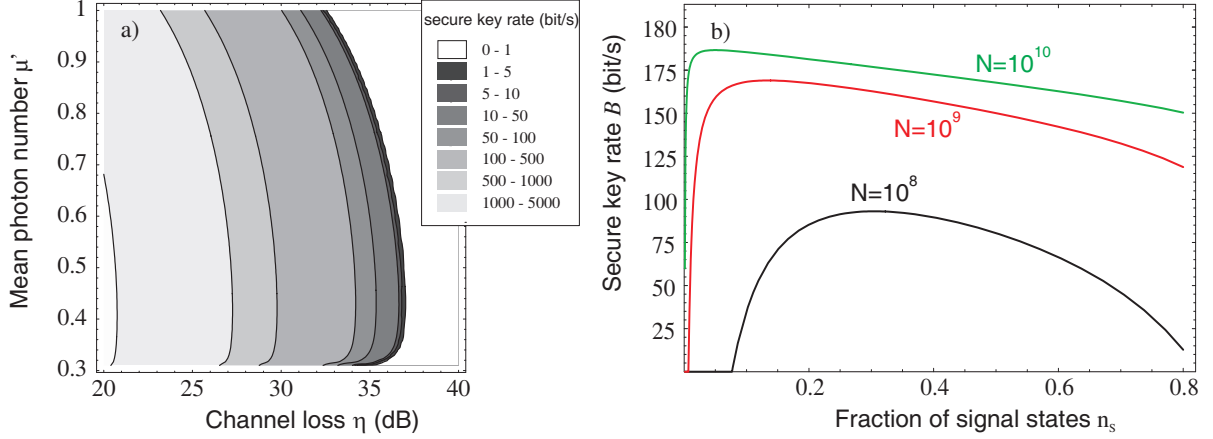 a)
Mean photon number μ'
1
0.9
0.8
0.7
0.6
0.5
0.4
0.3
20 25 30 35 40
Channel loss η (dB)
secure key rate (bit/s)
0 - 1
1 - 5
5 - 10
10 - 50
50 - 100
100 - 500
500 - 1000
1000 - 5000
b)
Secure key rate B (bit/s)
180
175
125
100
75
50
25
N=10^10
N=10^9
N=10^8
0.2 0.4 0.6 0.8
Fraction of signal states n_s